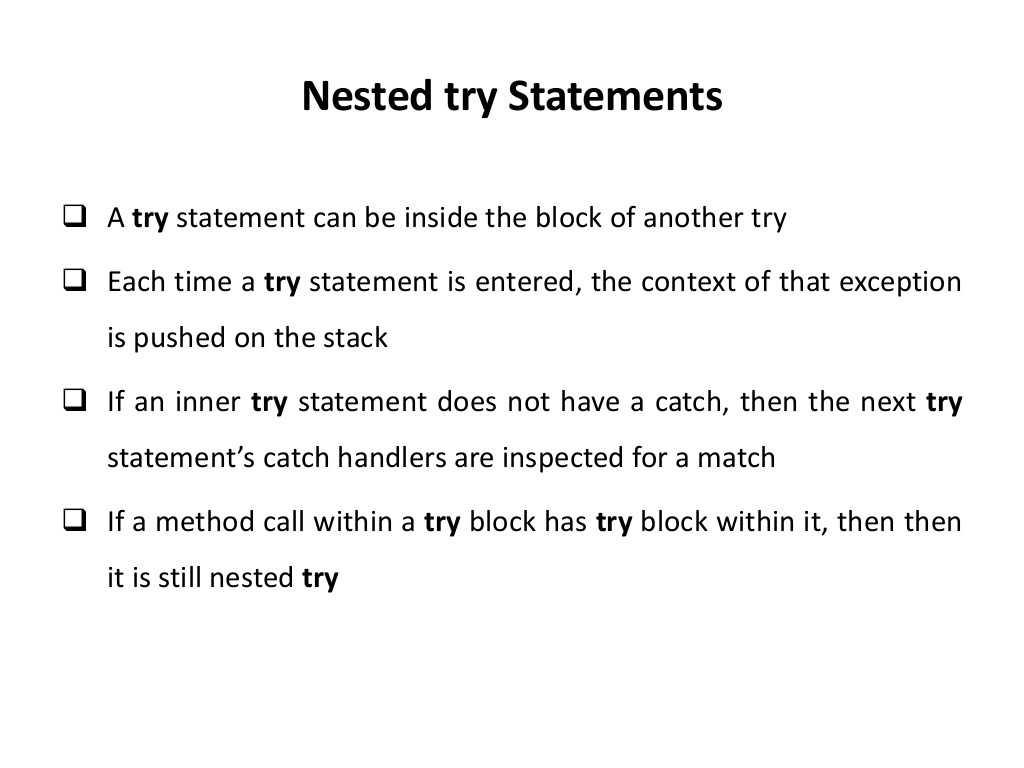 Nested try Statements
❑ A try statement can be inside the block of another try
❑ Each time a try statement is entered, the context of that exception
is pushed on the stack
❑ If an inner try statement does not have a catch, then the next try
statement’s catch handlers are inspected for a match
❑ If a method call within a try block has try block within it, then then
it is still nested try